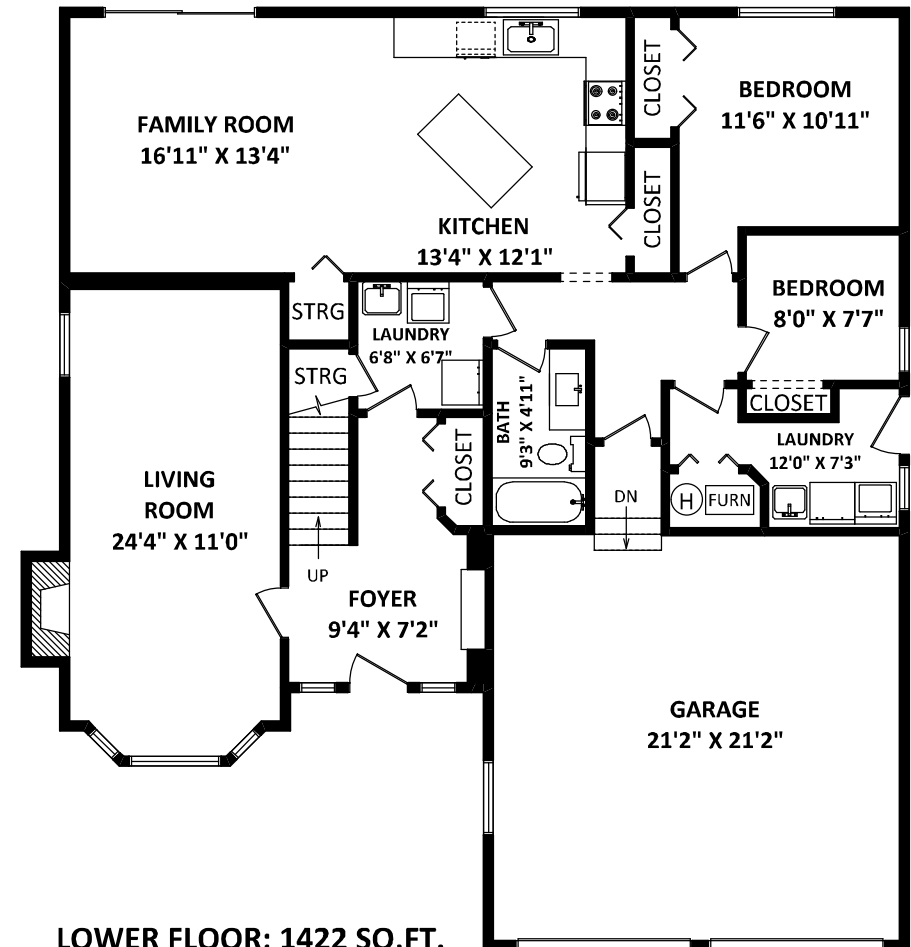 FAMILY ROOM
16'11" X 13'4"
KITCHEN
13'4" X 12'1"
CLOSET
CLOSET
BEDROOM
11'6" X 10'11"
BEDROOM
8'0" X 7'7"
STRG
LAUNDRY
6'8" X 6'7"
STRG
BATH
9'3" X 4'11"
CLOSET
CLOSET
LAUNDRY
12'0" X 7'3"
H
FURN
DN
LIVING
ROOM
24'4" X 11'0"
UP
FOYER
9'4" X 7'2"
GARAGE
21'2" X 21'2"
LOWER FLOOR: 1422 SQ.FT.